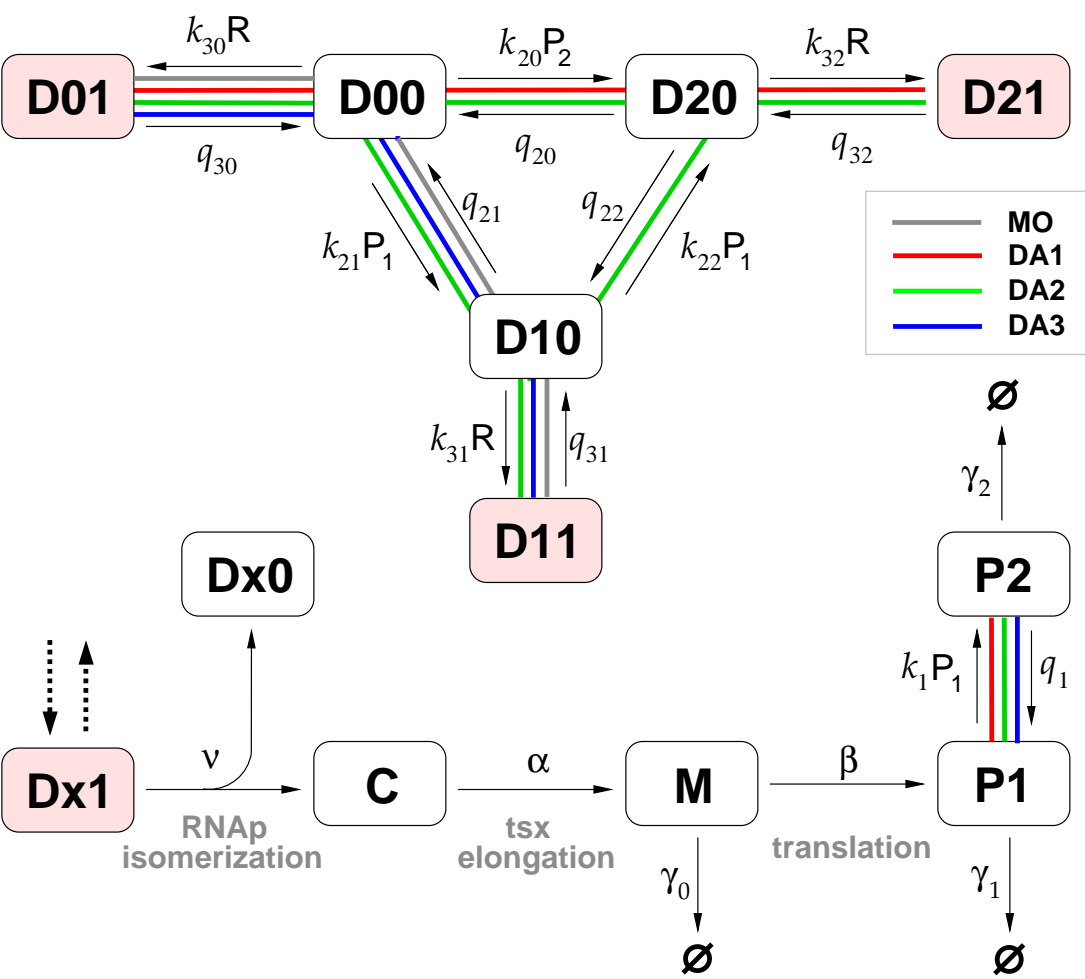 k30R
k20P2
k32R
D01
D00
D20
D21
q30
q20
q32
q21
q22
k21P1
k22P1
MO
DA1
DA2
DA3
D10
k31R
q31
D11
∅
γ2
Dx0
P2
k1P1
q1
Dx1
ν
C
α
M
β
P1
RNAp
isomerization
tsx
elongation
translation
γ0
γ1
∅
∅